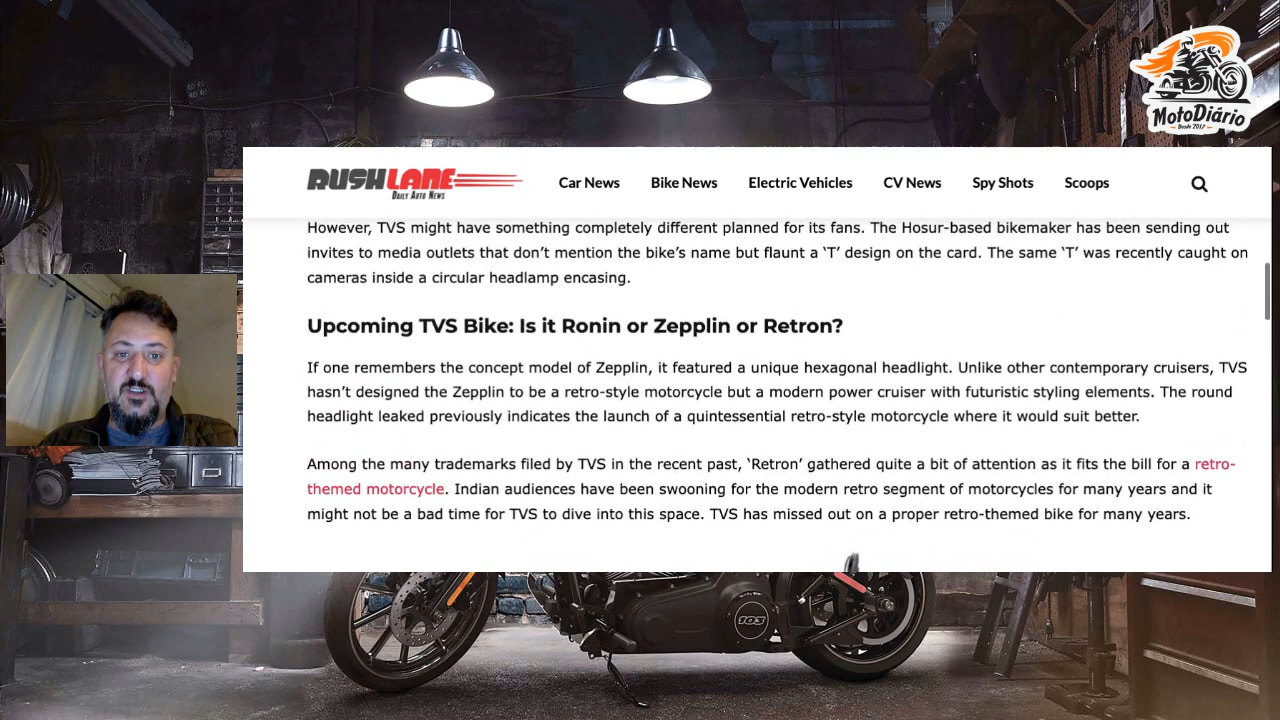 MotoDiário
Desde 2017
RUSHLANE
DAILY AUTO NEWS
Car News
Bike News
Electric Vehicles
CV News
Spy Shots
Scoops
However, TVS might have something completely different planned for its fans. The Hosur-based bikemaker has been sending out
invites to media outlets that don’t mention the bike’s name but flaunt a ‘T’ design on the card. The same ‘T’ was recently caught on
cameras inside a circular headlamp encasing.
Upcoming TVS Bike: Is it Ronin or Zepplin or Retron?
If one remembers the concept model of Zepplin, it featured a unique hexagonal headlight. Unlike other contemporary cruisers, TVS
hasn’t designed the Zepplin to be a retro-style motorcycle but a modern power cruiser with futuristic styling elements. The round
headlight leaked previously indicates the launch of a quintessential retro-style motorcycle where it would suit better.
Among the many trademarks filed by TVS in the recent past, ‘Retron’ gathered quite a bit of attention as it fits the bill for a retro-
themed motorcycle. Indian audiences have been swooning for the modern retro segment of motorcycles for many years and it
might not be a bad time for TVS to dive into this space. TVS has missed out on a proper retro-themed bike for many years.
103